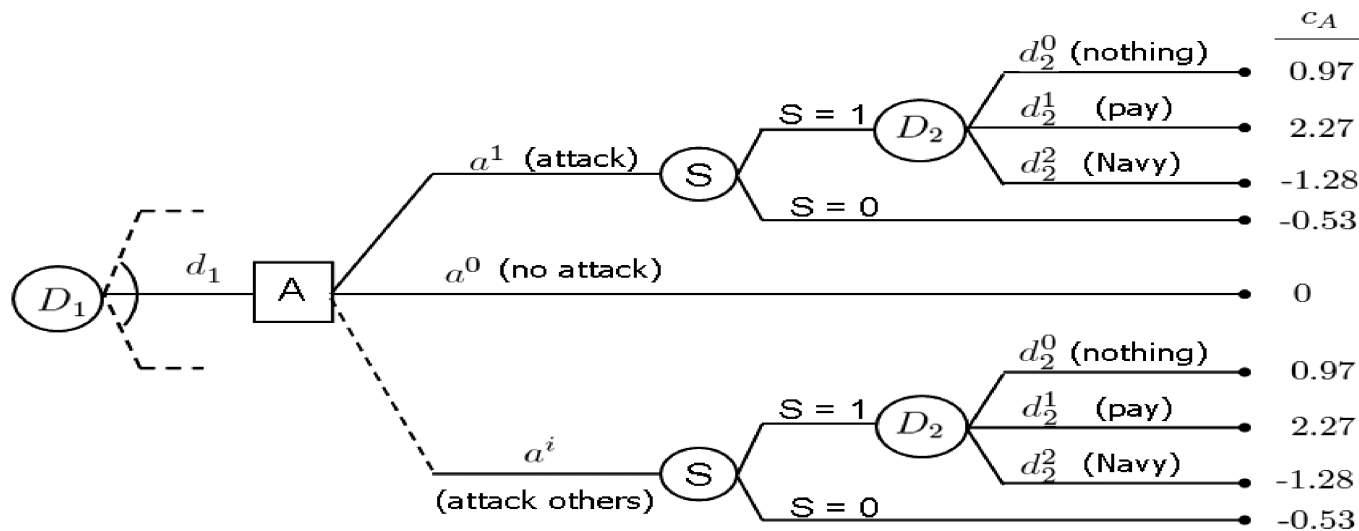 c_A
d_2^0 (nothing) 0.97
S = 1 D_2 d_2^1 (pay) 2.27
a^1 (attack) S d_2^2 (Navy) -1.28
S = 0 -0.53
D_1 d_1 A a^0 (no attack) 0
d_2^0 (nothing) 0.97
S = 1 D_2 d_2^1 (pay) 2.27
a^i S d_2^2 (Navy) -1.28
(attack others) S = 0 -0.53